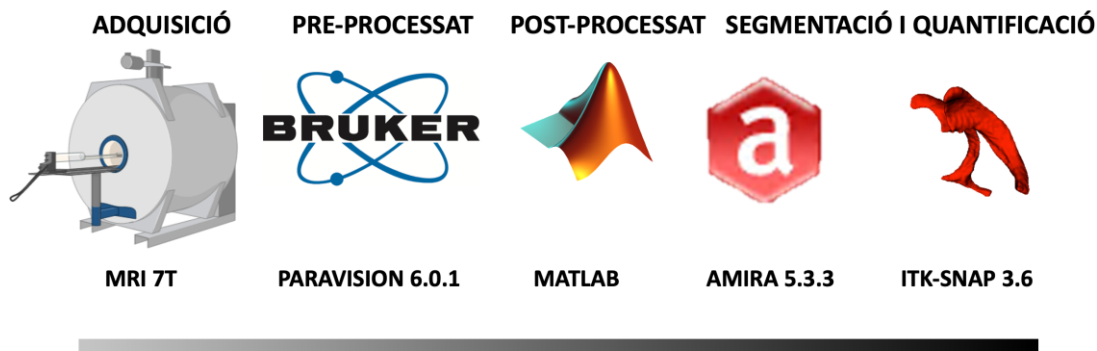 ADQUISICIÓ PRE-PROCESSAT POST-PROCESSAT SEGMENTACIÓ I QUANTIFICACIÓ
BRUKER
a
MRI 7T PARAVISION 6.0.1 MATLAB AMIRA 5.3.3 ITK-SNAP 3.6